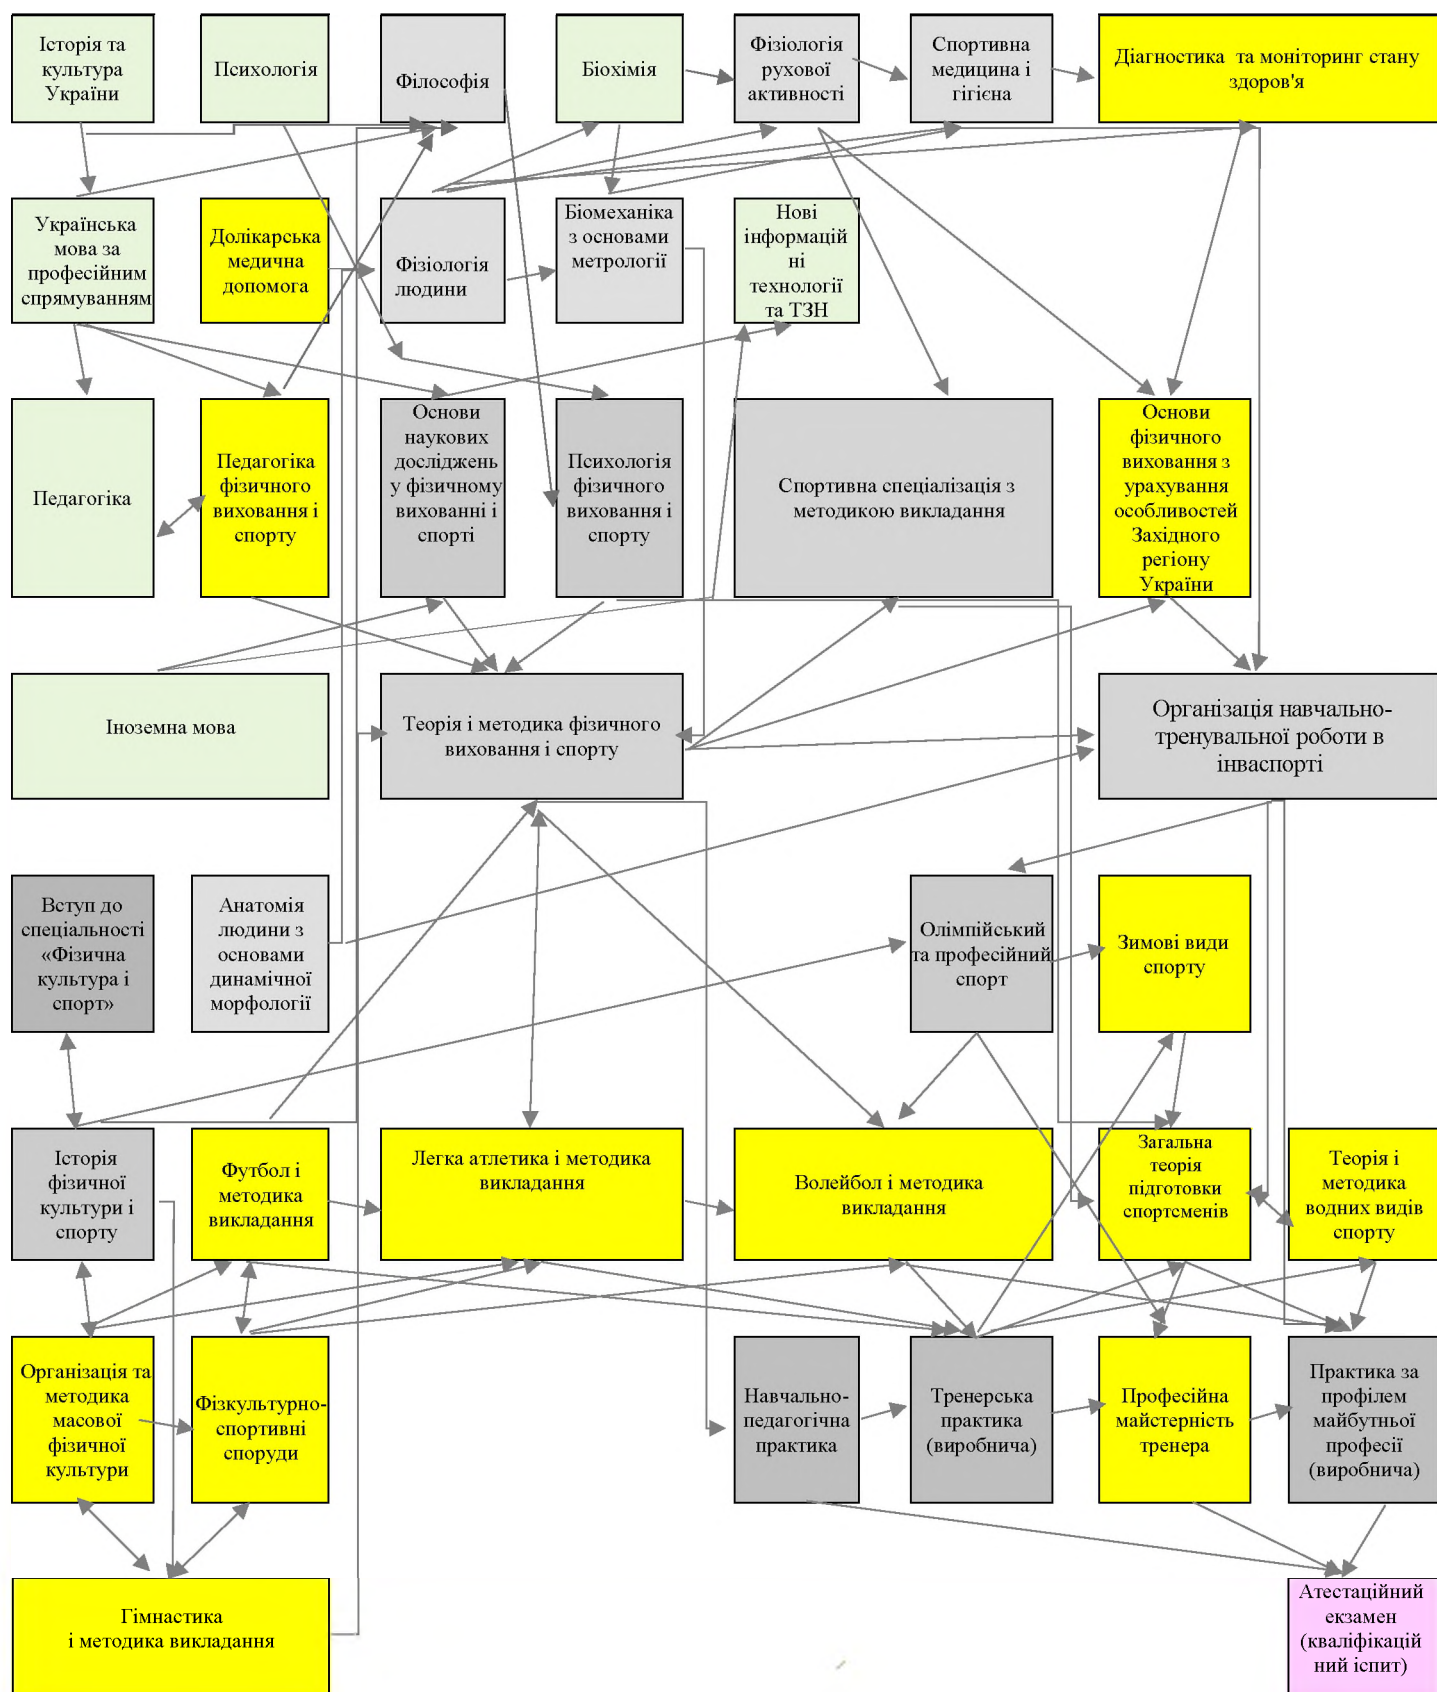 Історія та
культура
України
Психологія
Філософія
Біохімія
Фізіологія
рухової
активності
Спортивна
медицина і
гігієна
Діагностика та моніторинг стану
здоров'я
Українська
мова за
професійним
спрямуванням
Долікарська
медична
допомога
Фізіологія
людини
Біомеханіка
з основами
метрології
Нові
інформацій
ні
технології
та ТЗН
Педагогіка
Педагогіка
фізичного
виховання і
спорту
Основи
наукових
досліджень
у фізичному
вихованні і
спорті
Психологія
фізичного
виховання і
спорту
Спортивна спеціалізація з
методикою викладання
Основи
фізичного
виховання з
урахування
особливостей
Західного
регіону
України
Іноземна мова
Теорія і методика фізичного
виховання і спорту
Організація навчально-
тренувальної роботи в
інваспорті
Вступ до
спеціальності
«Фізична
культура і
спорт»
Анатомія
людини з
основами
динамічної
морфології
Олімпійський
та професійний
спорт
Зимові види
спорту
Історія
фізичної
культури і
спорту
Футбол і
методика
викладання
Легка атлетика і методика
викладання
Волейбол і методика
викладання
Загальна
теорія
підготовки
спортсменів
Теорія і
методика
водних видів
спорту
Організація та
методика
масової
фізичної
культури
Фізкультурно-
спортивні
споруди
Навчально-
педагогічна
практика
Тренерська
практика
(виробнича)
Професійна
майстерність
тренера
Практика за
профілем
майбутньої
професії
(виробнича)
Гімнастика
і методика викладання
Атестаційний
екзамен
(кваліфікацій
ний іспит)